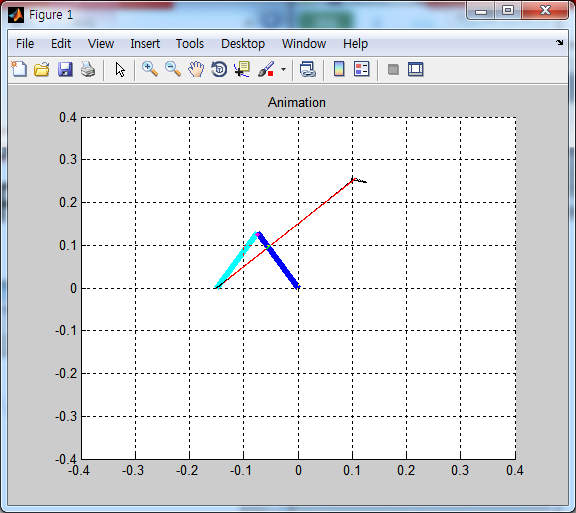 Figure 1
File Edit View Insert Tools Desktop Window Help
Animation
0.4
0.3
0.2
0.1
0
-0.1
-0.2
-0.3
-0.4
-0.4 -0.3 -0.2 -0.1 0 0.1 0.2 0.3 0.4